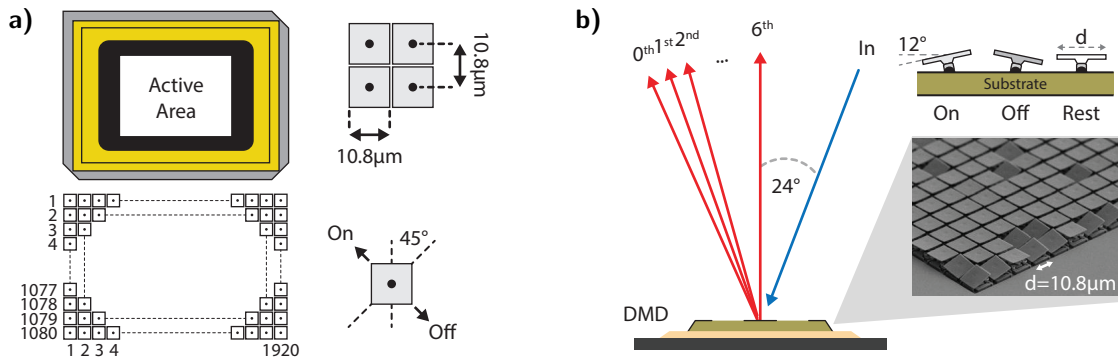 a)
Active
Area
10.8µm
10.8µm
1
2
3
4
1077
1078
1079
1080
1 2 3 4
1920
On
45°
Off
b)
0th 1st 2nd
...
6th
In
24°
DMD
12°
d
Substrate
On
Off
Rest
d=10.8µm